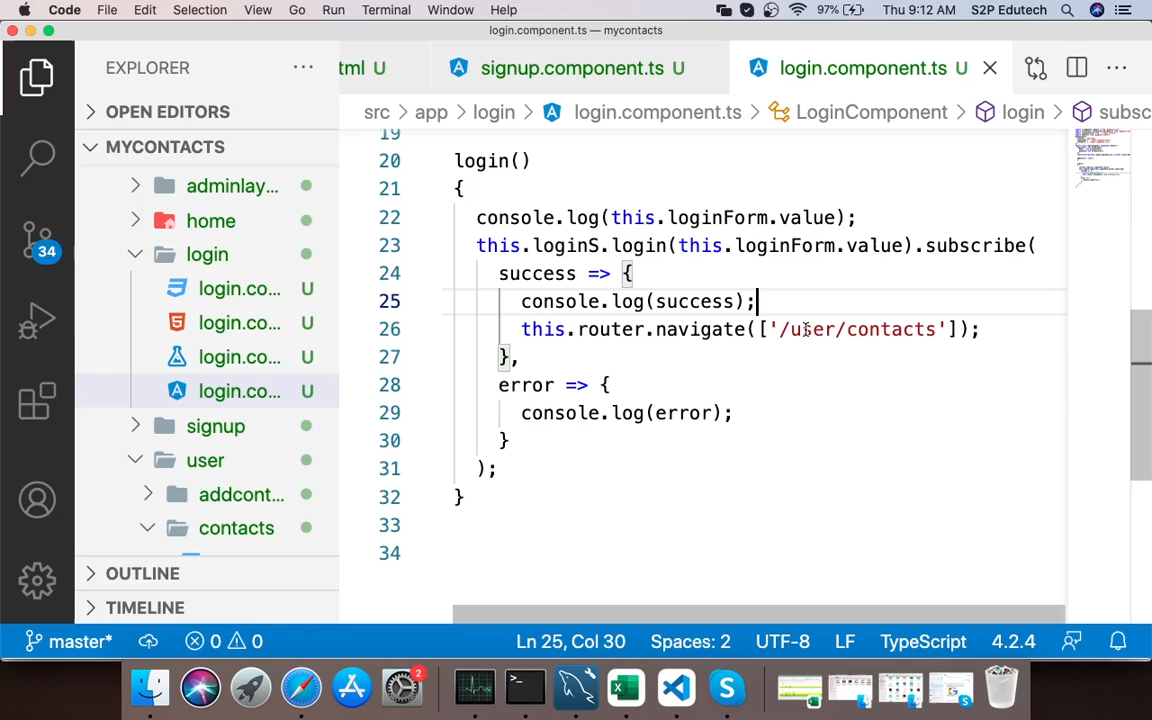 Code File Edit Selection View Go Run Terminal Window Help 97% Thu 9:12 AM S2P Edutech
login.component.ts — mycontacts
EXPLORER
tml U signup.component.ts U login.component.ts U
OPEN EDITORS
src > app > login > login.component.ts > LoginComponent > login > subsc
MYCONTACTS
adminlay...
home
login
login.co... U
login.co... U
login.co... U
login.co... U
signup
user
addcont...
contacts
OUTLINE
TIMELINE
34
19
20 login()
21 {
22 console.log(this.loginForm.value);
23 this.loginS.login(this.loginForm.value).subscribe(
24 success => {
25 console.log(success);
26 this.router.navigate(['/user/contacts']);
27 },
28 error => {
29 console.log(error);
30 }
31 );
32 }
33
34
master* 0 0 Ln 25, Col 30 Spaces: 2 UTF-8 LF TypeScript 4.2.4
2